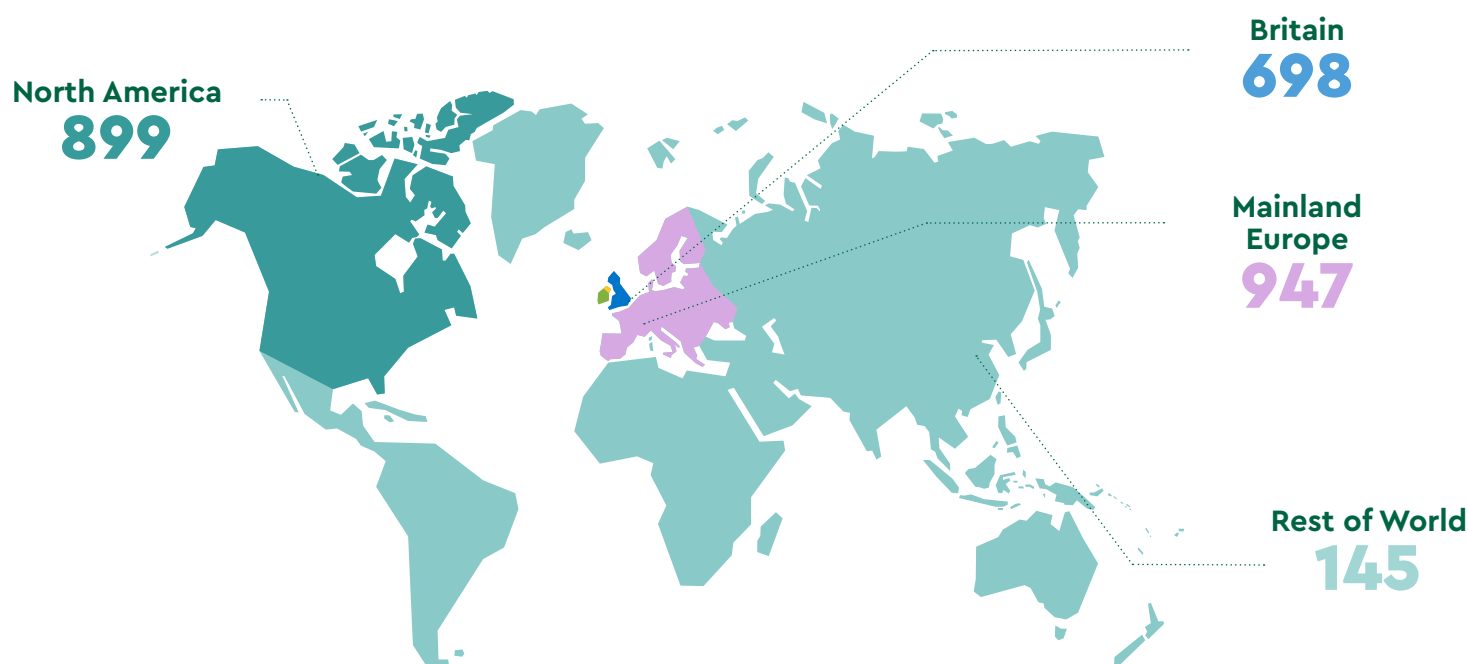 North America
899
Britain
698
Mainland
Europe
947
Rest of World
145